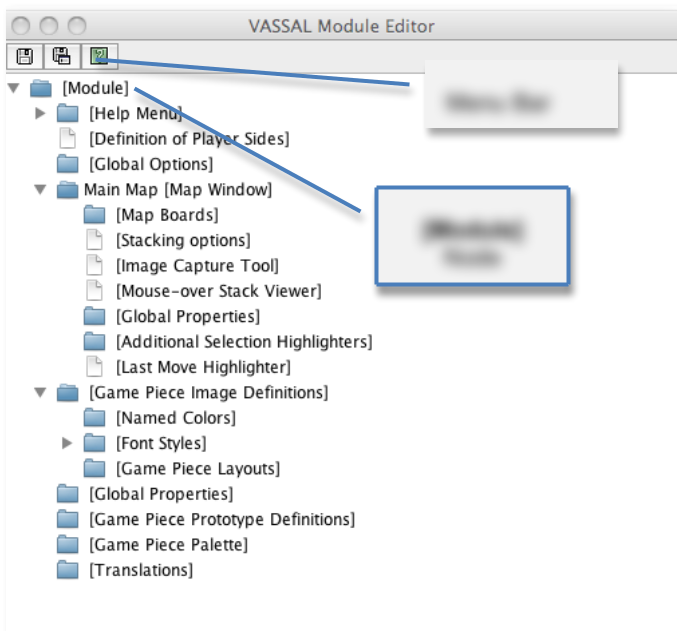 VASSAL Module Editor
[Module]
[Help Menu]
[Definition of Player Sides]
[Global Options]
Main Map [Map Window]
[Map Boards]
[Stacking options]
[Image Capture Tool]
[Mouse-over Stack Viewer]
[Global Properties]
[Additional Selection Highlighters]
[Last Move Highlighter]
[Game Piece Image Definitions]
[Named Colors]
[Font Styles]
[Game Piece Layouts]
[Global Properties]
[Game Piece Prototype Definitions]
[Game Piece Palette]
[Translations]